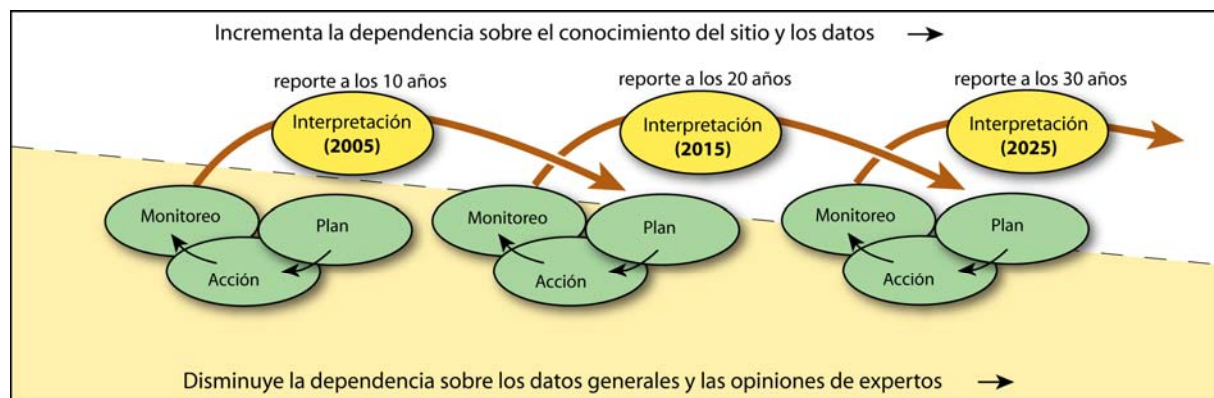 Incrementa la dependencia sobre el conocimiento del sitio y los datos
reporte a los 10 años
reporte a los 20 años
reporte a los 30 años
Interpretación
(2005)
Interpretación
(2015)
Interpretación
(2025)
Monitoreo
Plan
Acción
Monitoreo
Plan
Acción
Monitoreo
Plan
Acción
Disminuye la dependencia sobre los datos generales y las opiniones de expertos